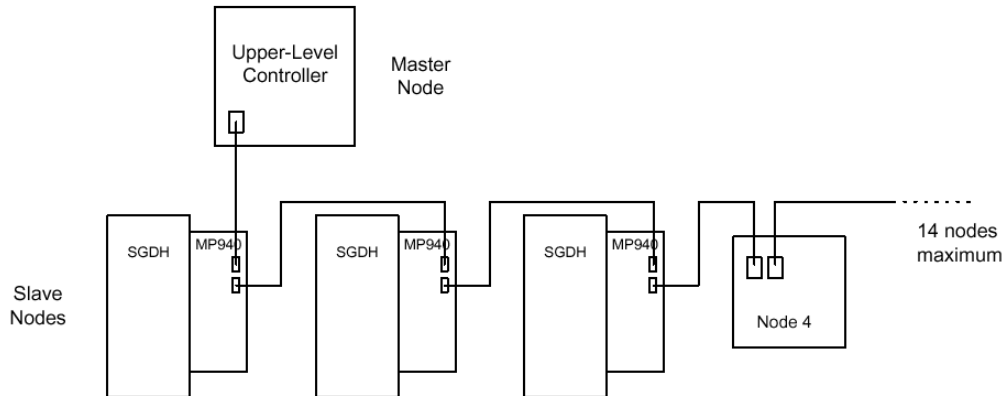 Upper-Level
Controller
Master
Node
SGDH
MP940
SGDH
MP940
SGDH
MP940
14 nodes
maximum
Slave
Nodes
Node 4